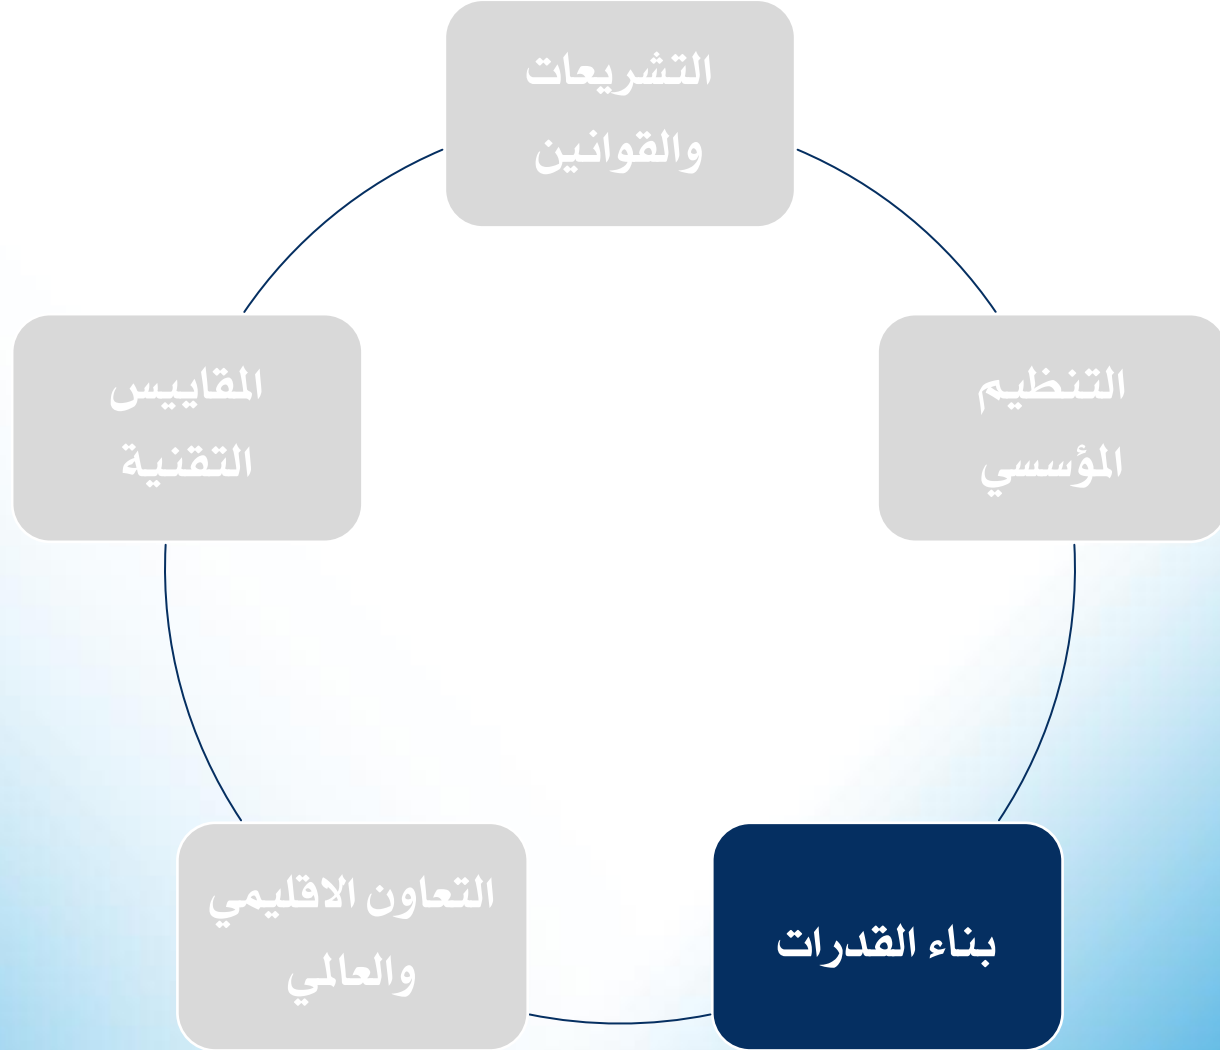 التشريعات
والقوانين
التنظيم
المؤسسي
بناء القدرات
التعاون الاقليمي
والعالمي
المقاييس
التقنية